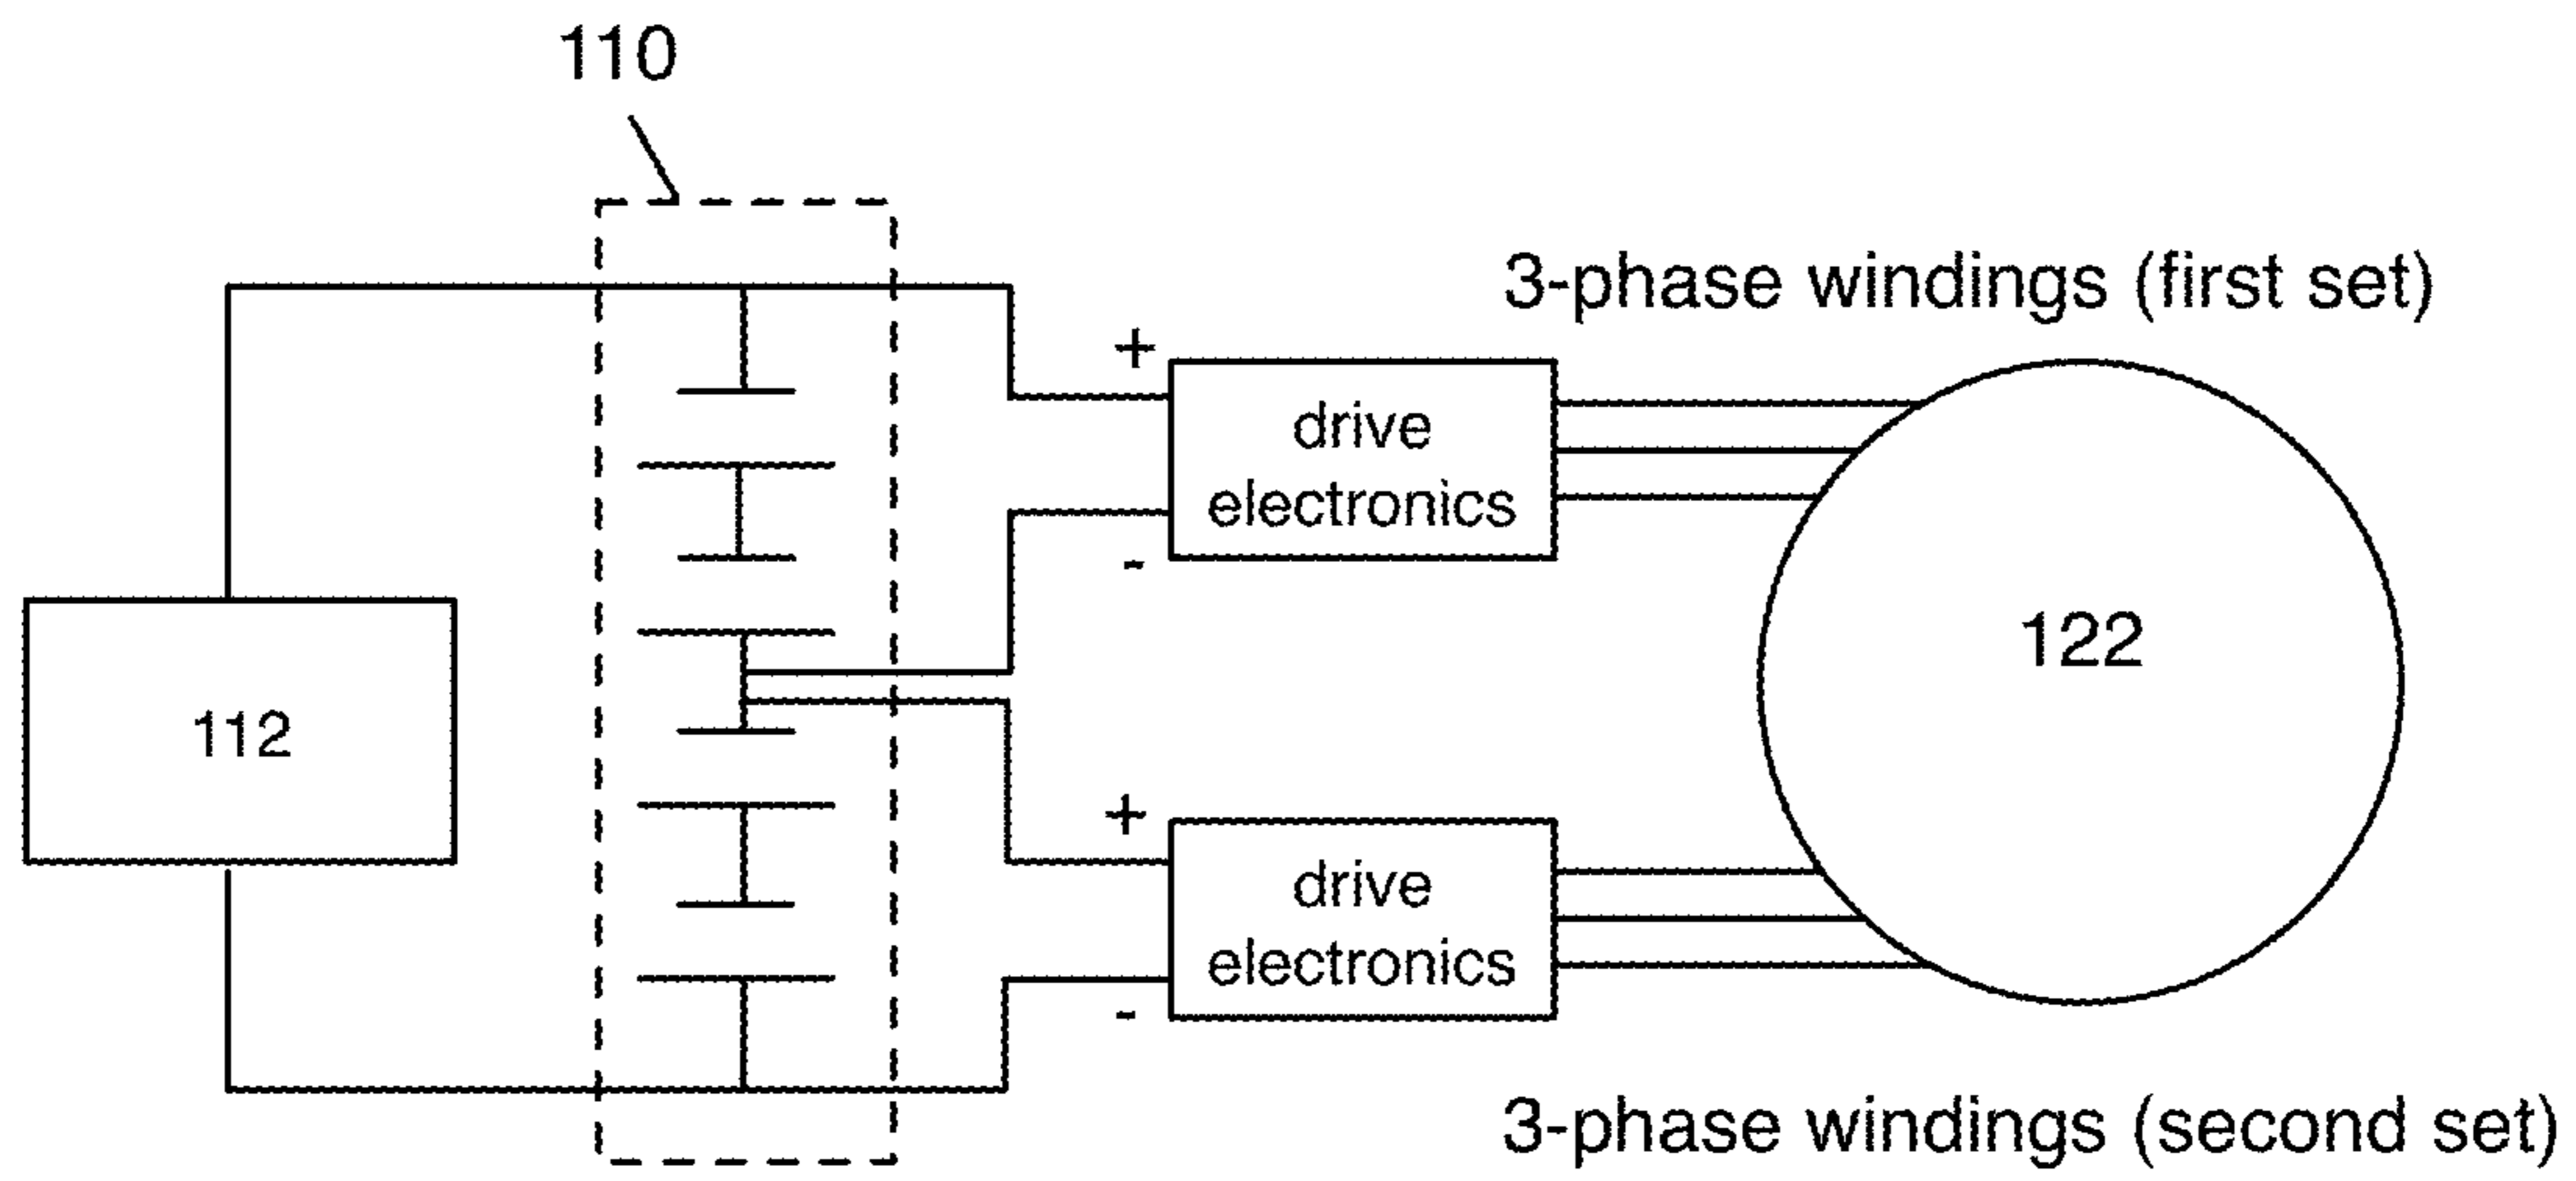 110
3-phase windings (first set)
+
drive
electronics
-
122
112
+
drive
electronics
-
3-phase windings (second set)